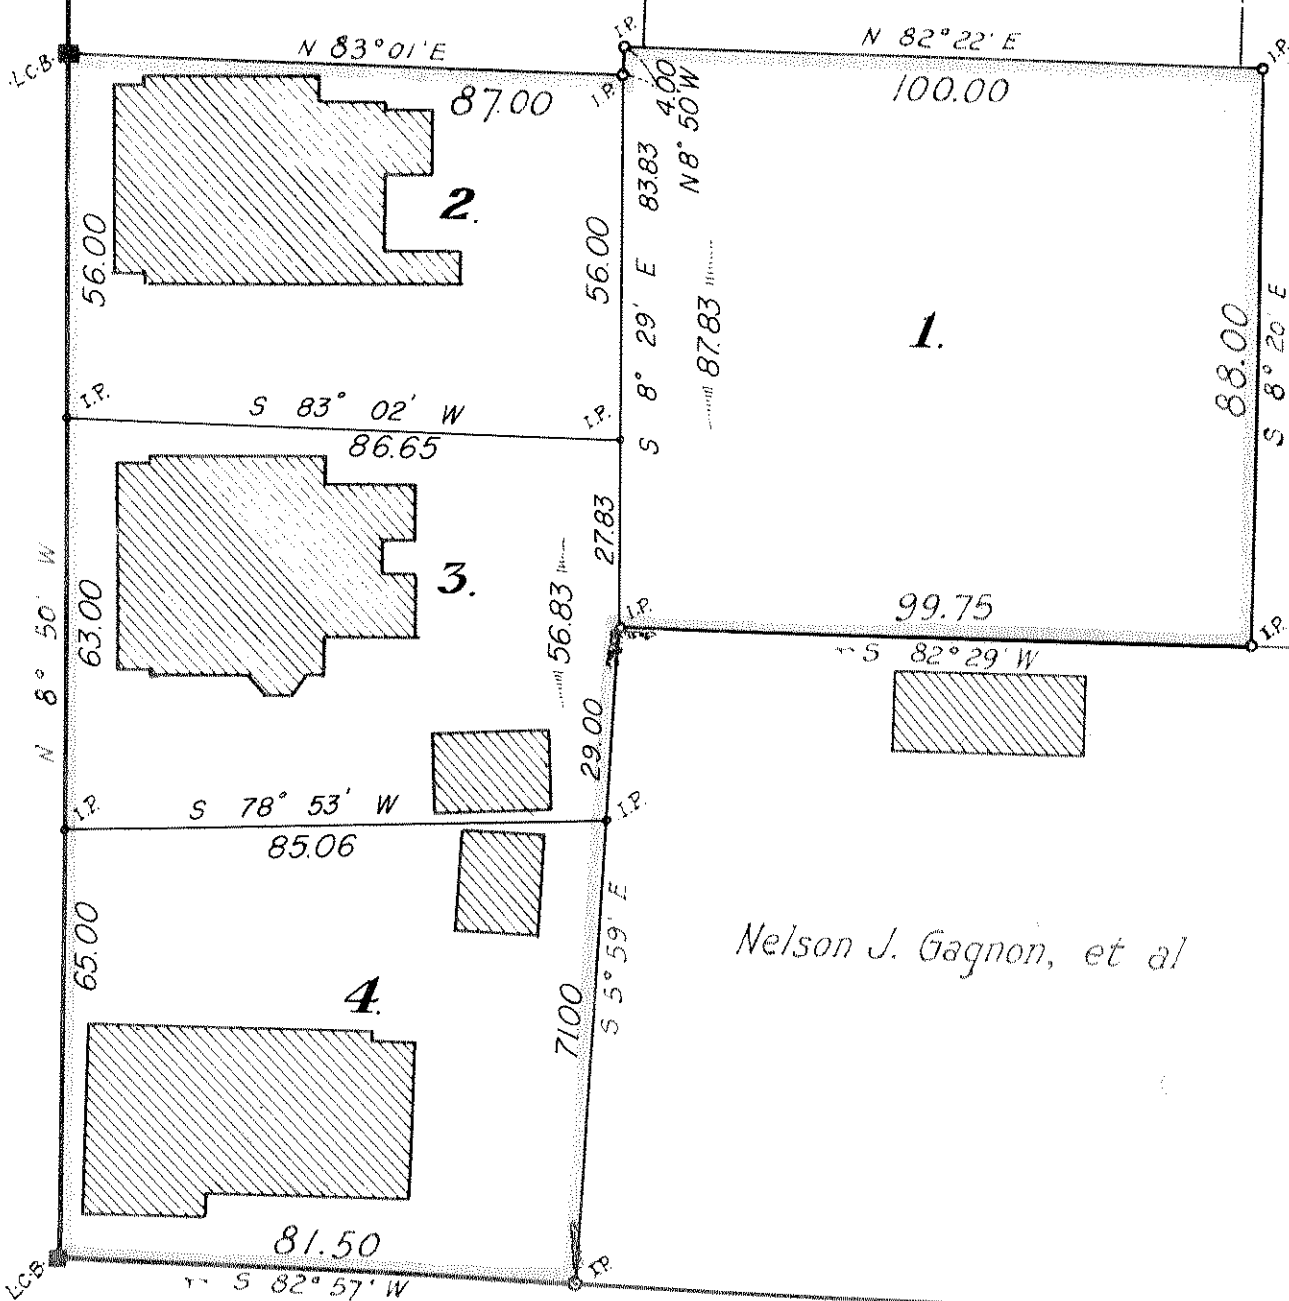 I.P.
N 83° 01' E
N 82° 22' E
I.P.
L.C.B.
87.00
I.P.
4.00
N 8° 50' W
100.00
2.
56.00
56.00
S 8° 29' E 83.83
87.83
1.
88.00
S 8° 20' E
I.P.
S 83° 02' W
I.P.
86.65
N 8° 50' W
63.00
3.
27.83
56.83
I.P.
99.75
I.P.
S 82° 29' W
29.00
I.P.
S 78° 53' W
I.P.
85.06
65.00
4.
71.00
S 5° 59' E
Nelson J. Gagnon, et al
81.50
L.C.B.
S 82° 57' W
I.P.